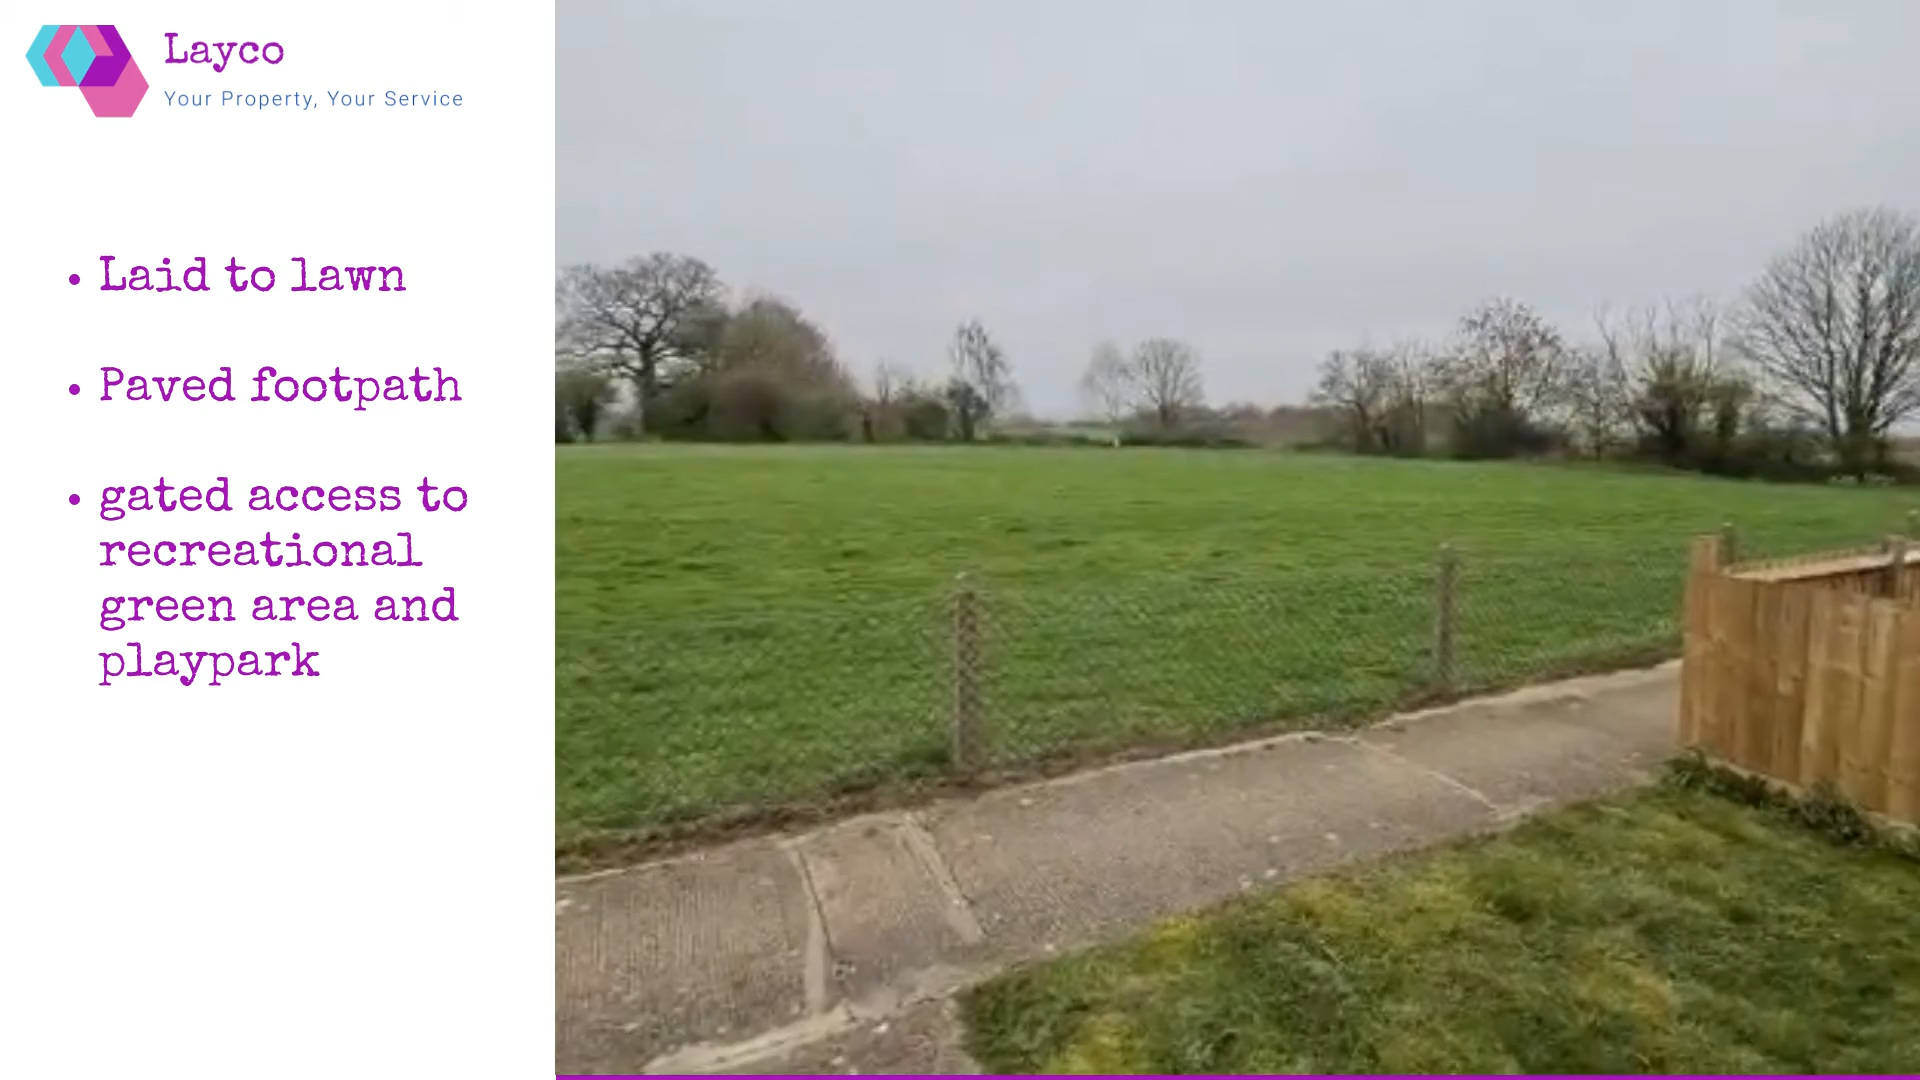 Layco
Your Property, Your Service
• Laid to lawn
• Paved footpath
• gated access to
recreational
green area and
playpark